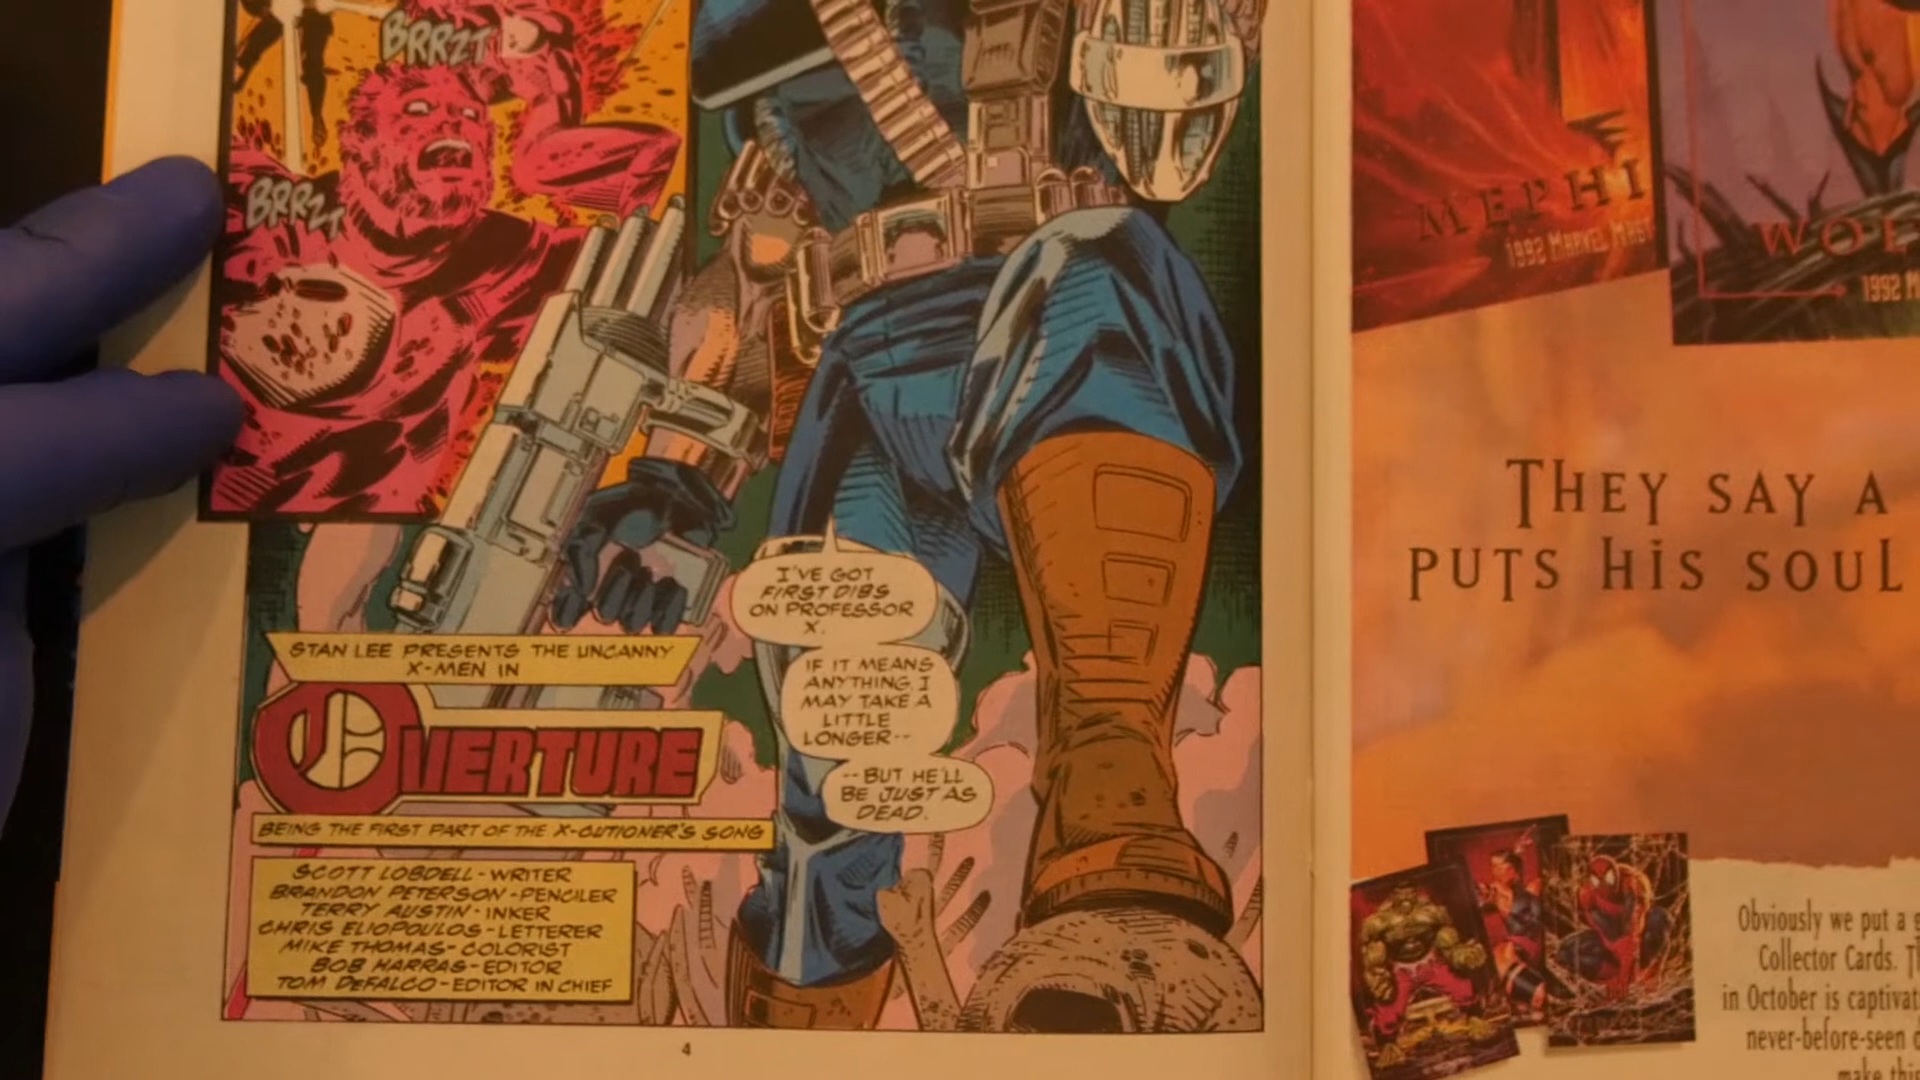 BRRZT
BRRZT
I'VE GOT
FIRST DIBS
ON PROFESSOR
X.
IF IT MEANS
ANYTHING, I
MAY TAKE A
LITTLE
LONGER--
--BUT HE'LL
BE JUST AS
DEAD.
STAN LEE PRESENTS THE UNCANNY
X-MEN IN
OVERTURE
BEING THE FIRST PART OF THE X-CUTIONER'S SONG
SCOTT LOBDELL - WRITER
BRANDON PETERSON - PENCILER
TERRY AUSTIN - INKER
CHRIS ELIOPOULOS - LETTERER
MIKE THOMAS - COLORIST
BOB HARRAS - EDITOR
TOM DEFALCO - EDITOR IN CHIEF
4
MEPHI
1992 MARVEL
WOL
1992
THEY SAY A
PUTS HIS SOUL
Obviously we put a
Collector Cards.
in October is
never-before-seen
make